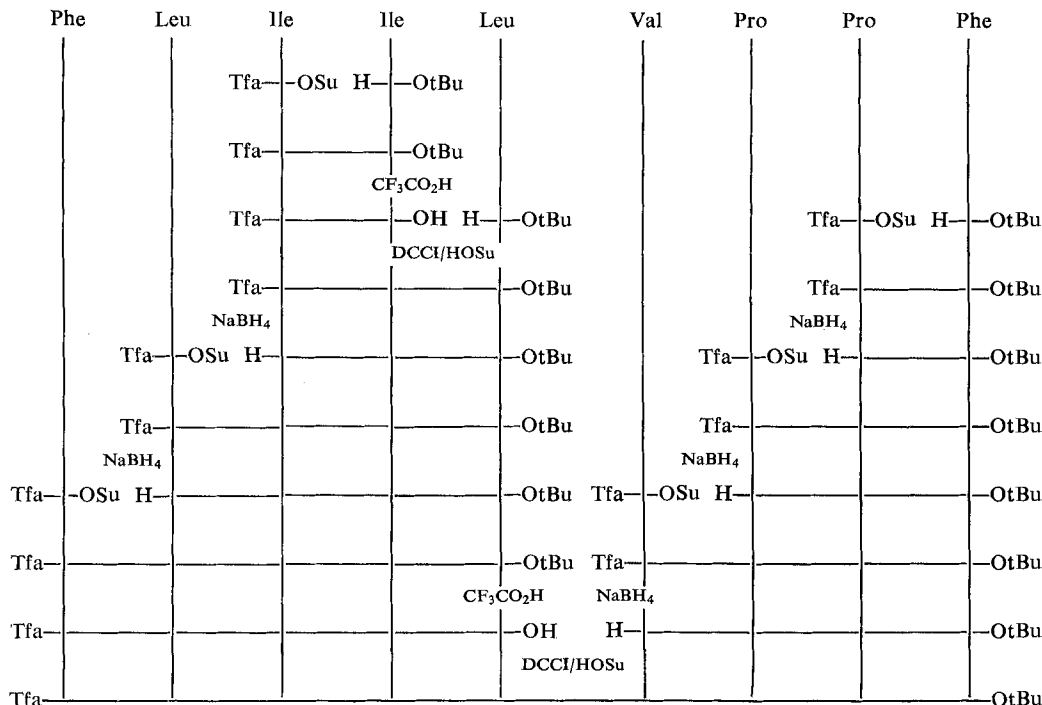 Phe Leu Ile Ile Leu Val Pro Pro Phe
Tfa OSu H OtBu
Tfa OtBu
CF₃CO₂H
Tfa OH H OtBu Tfa OSu H OtBu
DCCI/HOSu
Tfa OtBu Tfa OtBu
NaBH₄ NaBH₄
Tfa OSu H OtBu Tfa OSu H OtBu
Tfa OtBu Tfa OtBu
NaBH₄ NaBH₄
Tfa OSu H OtBu Tfa OSu H OtBu
Tfa OtBu Tfa OtBu
CF₃CO₂H NaBH₄
Tfa OH H OtBu
DCCI/HOSu
Tfa OtBu